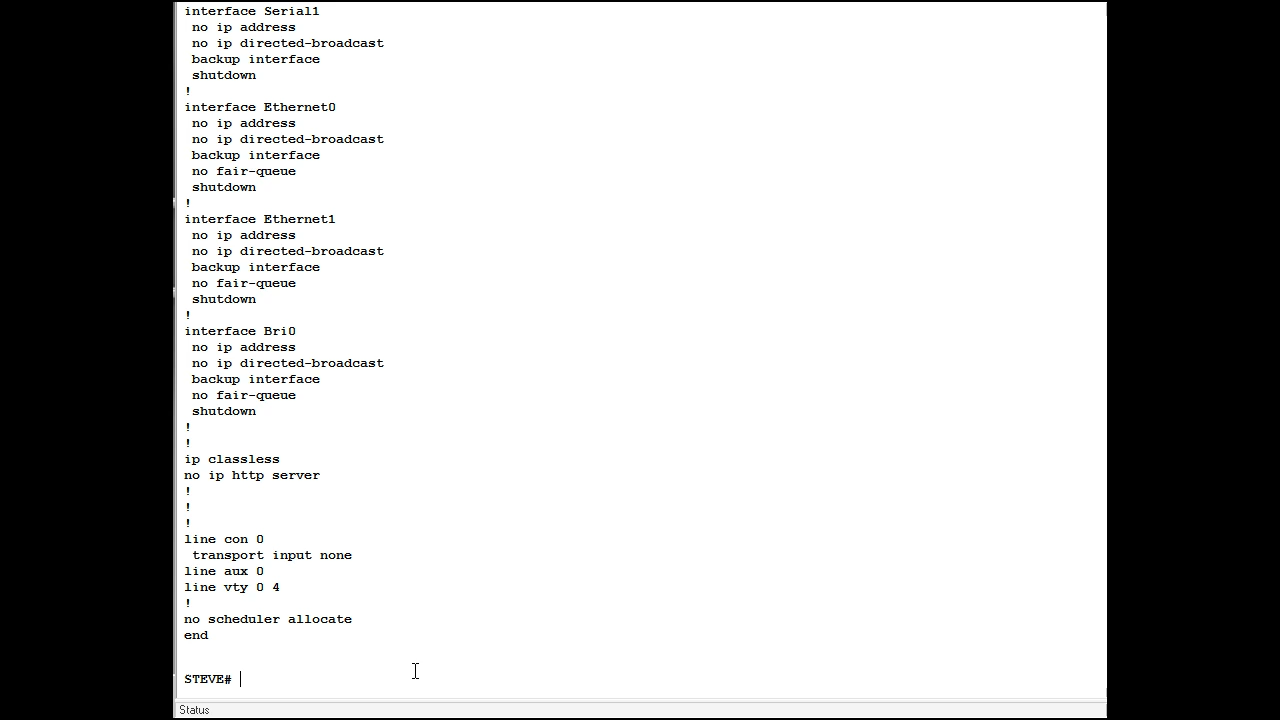 interface Serial1
 no ip address
 no ip directed-broadcast
 backup interface
 shutdown
!
interface Ethernet0
 no ip address
 no ip directed-broadcast
 backup interface
 no fair-queue
 shutdown
!
interface Ethernet1
 no ip address
 no ip directed-broadcast
 backup interface
 no fair-queue
 shutdown
!
interface Bri0
 no ip address
 no ip directed-broadcast
 backup interface
 no fair-queue
 shutdown
!
!
ip classless
no ip http server
!
!
!
line con 0
 transport input none
line aux 0
line vty 0 4
!
no scheduler allocate
end
STEVE#
Status